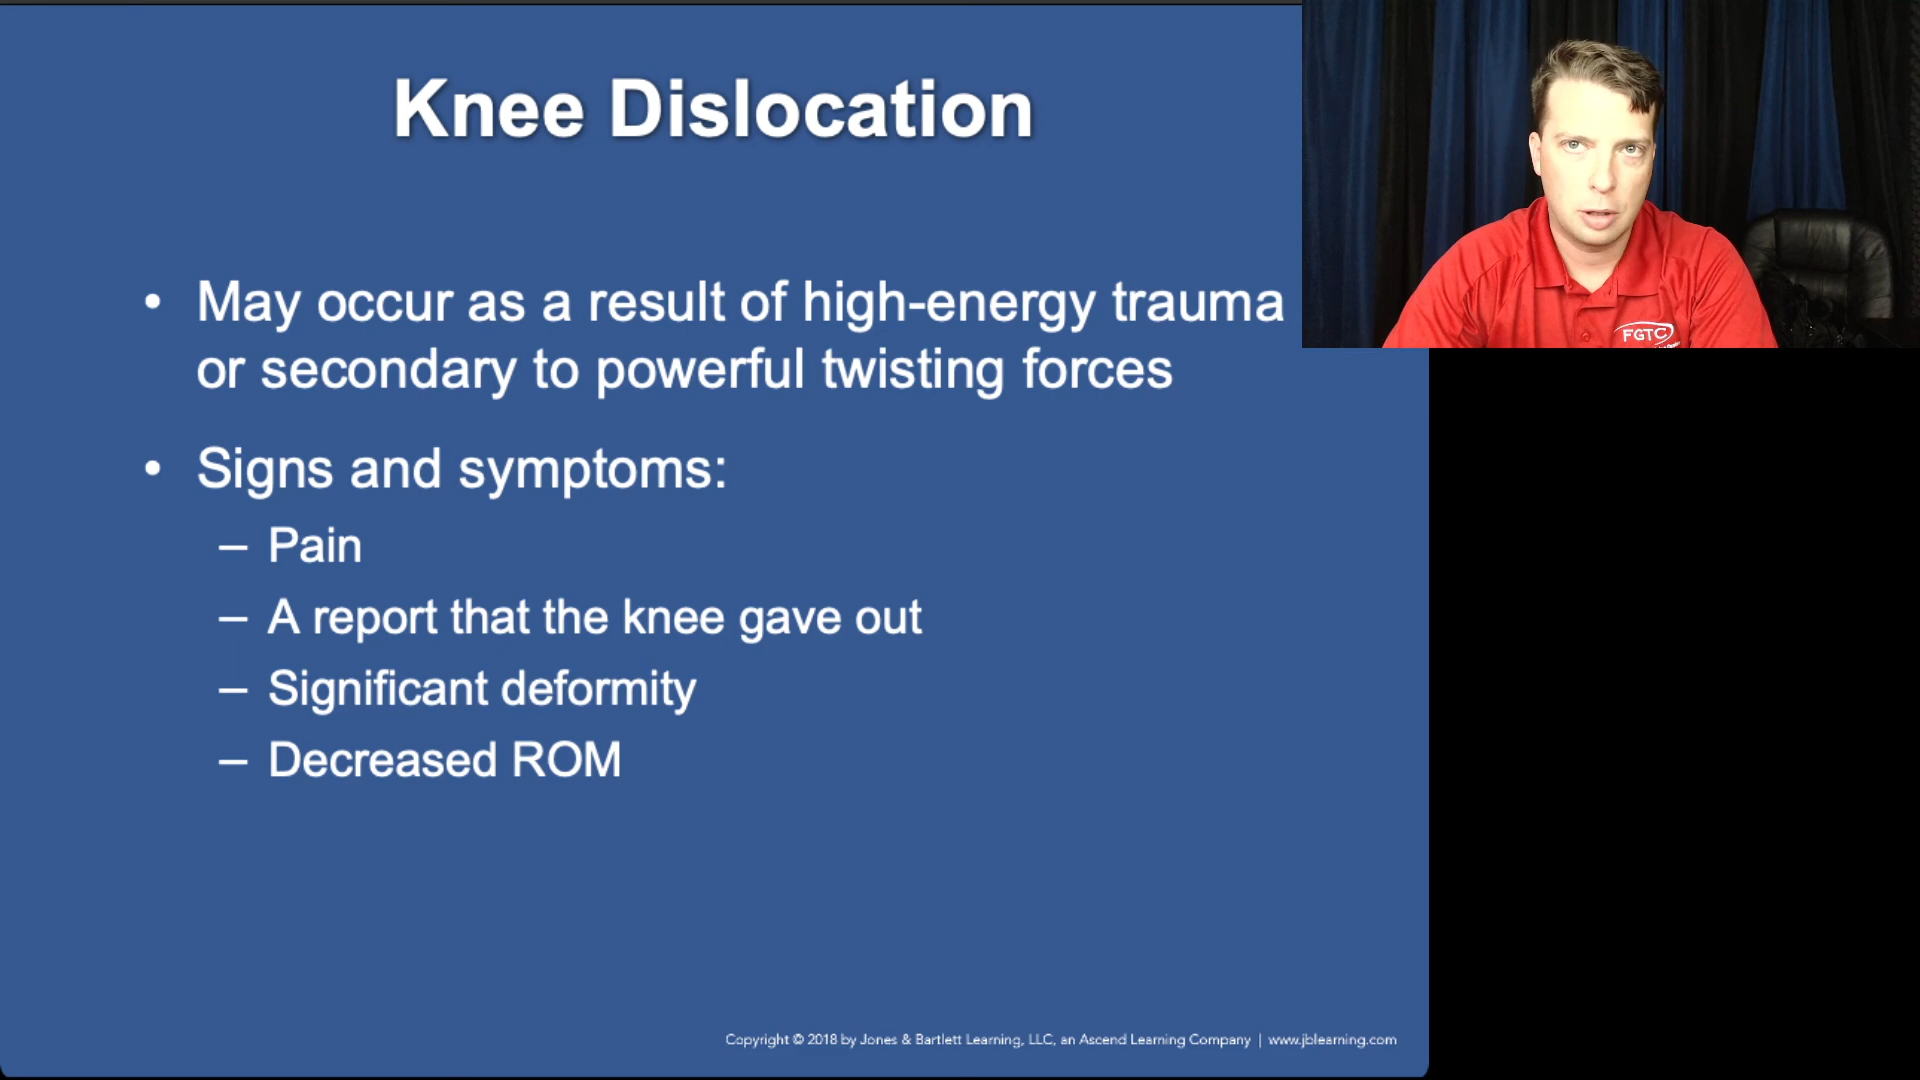 Knee Dislocation
• May occur as a result of high-energy trauma
or secondary to powerful twisting forces
• Signs and symptoms:
– Pain
– A report that the knee gave out
– Significant deformity
– Decreased ROM
Copyright © 2018 by Jones & Bartlett Learning, LLC, an Ascend Learning Company | www.jblearning.com
FGTC